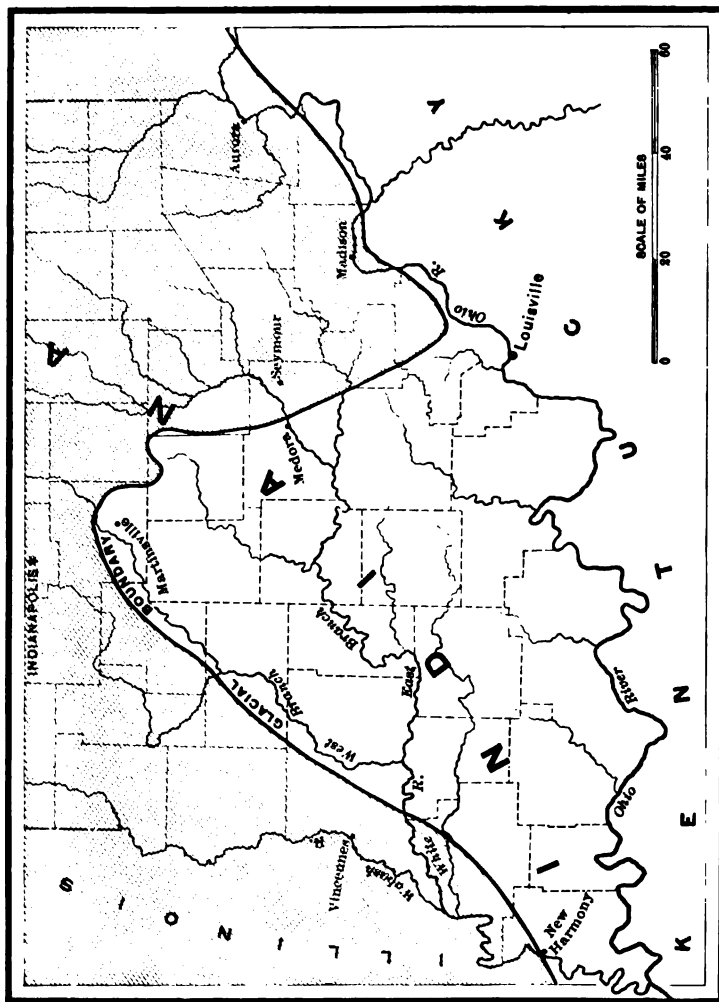 INDIANAPOLIS
ILLINOIS
INDIANA
KENTUCKY
GLACIAL BOUNDARY
Martinsville
Aurora
Madison
Seymour
Medora
Vincennes
Wabash
R.
White
R.
West
Branch
East
Branch
New
Harmony
Ohio
River
Louisville
Ohio
R.
SCALE OF MILES
0 20 40 60